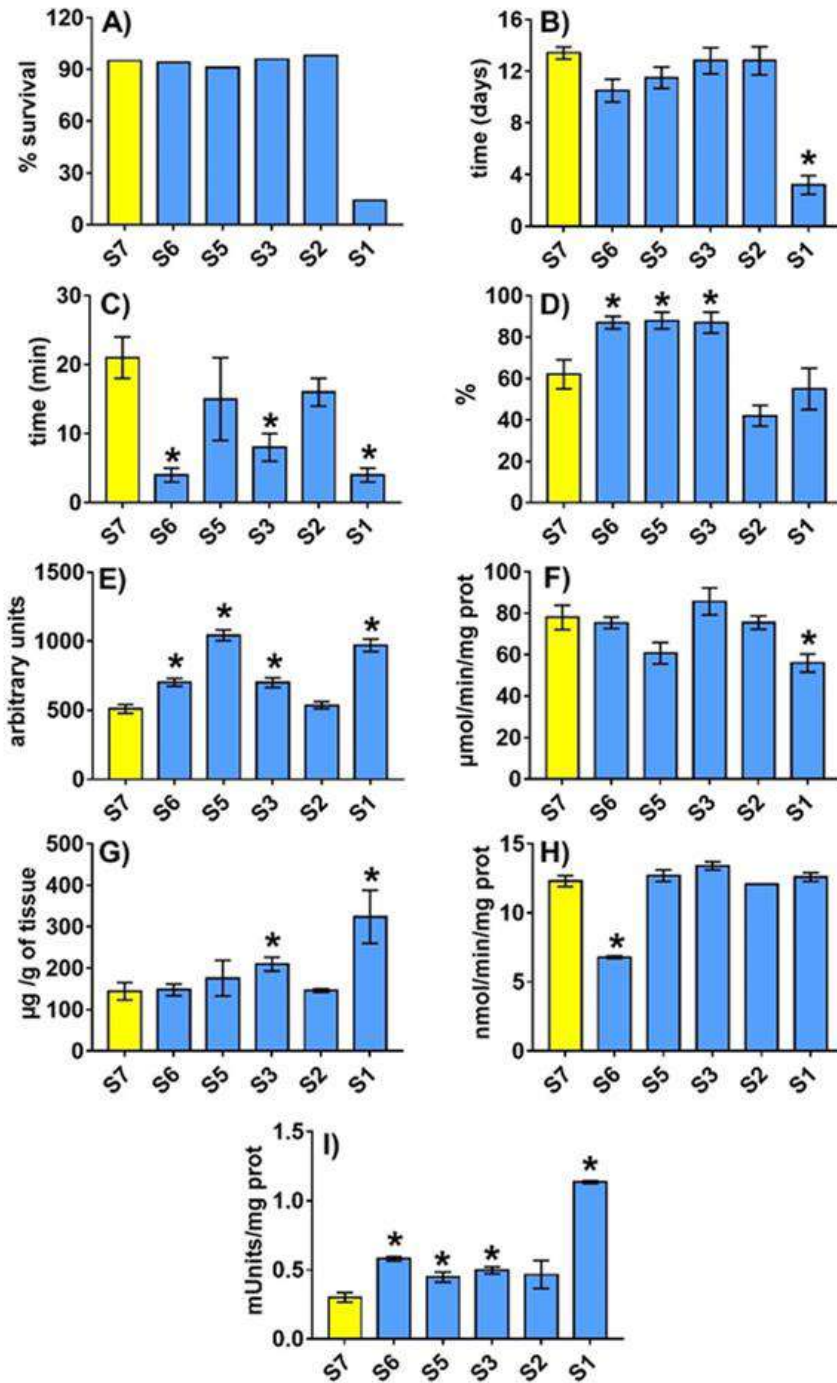 A)
% survival
120
90
60
30
0
S7 S6 S5 S3 S2 S1
B)
time (days)
16
12
8
4
0
*
S7 S6 S5 S3 S2 S1
C)
time (min)
30
20
10
0
* * *
S7 S6 S5 S3 S2 S1
D)
%
100
80
60
40
20
0
* * *
S7 S6 S5 S3 S2 S1
E)
arbitrary units
1500
1000
500
0
* * * *
S7 S6 S5 S3 S2 S1
F)
µmol/min/mg prot
100
80
60
40
20
0
*
S7 S6 S5 S3 S2 S1
G)
µg /g of tissue
500
400
300
200
100
0
* *
S7 S6 S5 S3 S2 S1
H)
nmol/min/mg prot
15
10
5
0
*
S7 S6 S5 S3 S2 S1
I)
mUnits/mg prot
1.5
1.0
0.5
0.0
* * * *
S7 S6 S5 S3 S2 S1